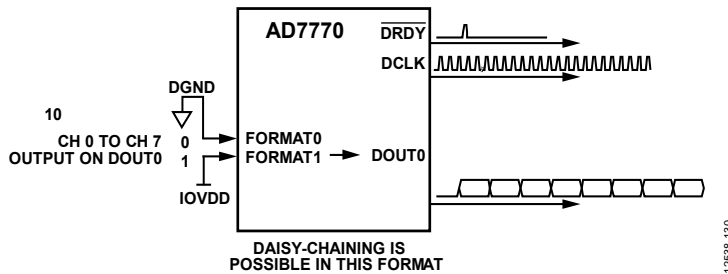 AD7770
DRDY
DCLK
DGND
10
CH 0 TO CH 7 0 FORMAT0
OUTPUT ON DOUT0 1 FORMAT1 DOUT0
IOVDD
DAISY-CHAINING IS
POSSIBLE IN THIS FORMAT
12538-130